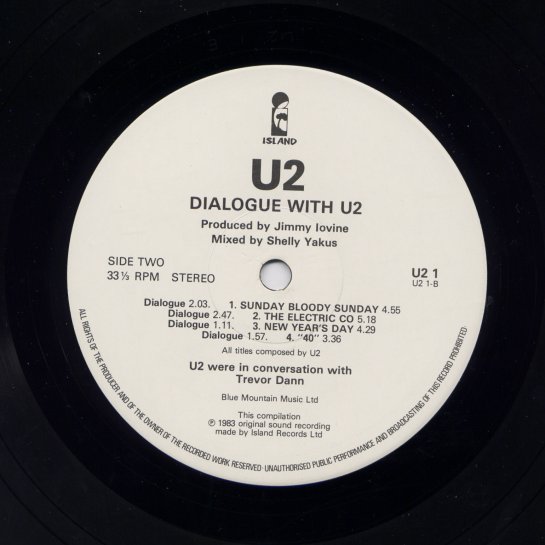 ISLAND
U2
DIALOGUE WITH U2
Produced by Jimmy Iovine
Mixed by Shelly Yakus
SIDE TWO
33⅓ RPM STEREO
U2 1
U2 1-B
Dialogue 2.03. 1. SUNDAY BLOODY SUNDAY 4.55
Dialogue 2.47. 2. THE ELECTRIC CO 5.18
Dialogue 1.11. 3. NEW YEAR'S DAY 4.29
Dialogue 1.57. 4. "40" 3.36
All titles composed by U2
U2 were in conversation with
Trevor Dann
Blue Mountain Music Ltd
This compilation
℗ 1983 original sound recording
made by Island Records Ltd
ALL RIGHTS OF THE PRODUCER AND OF THE OWNER OF THE RECORDED WORK RESERVED·UNAUTHORISED PUBLIC PERFORMANCE AND BROADCASTING OF THIS RECORD PROHIBITED